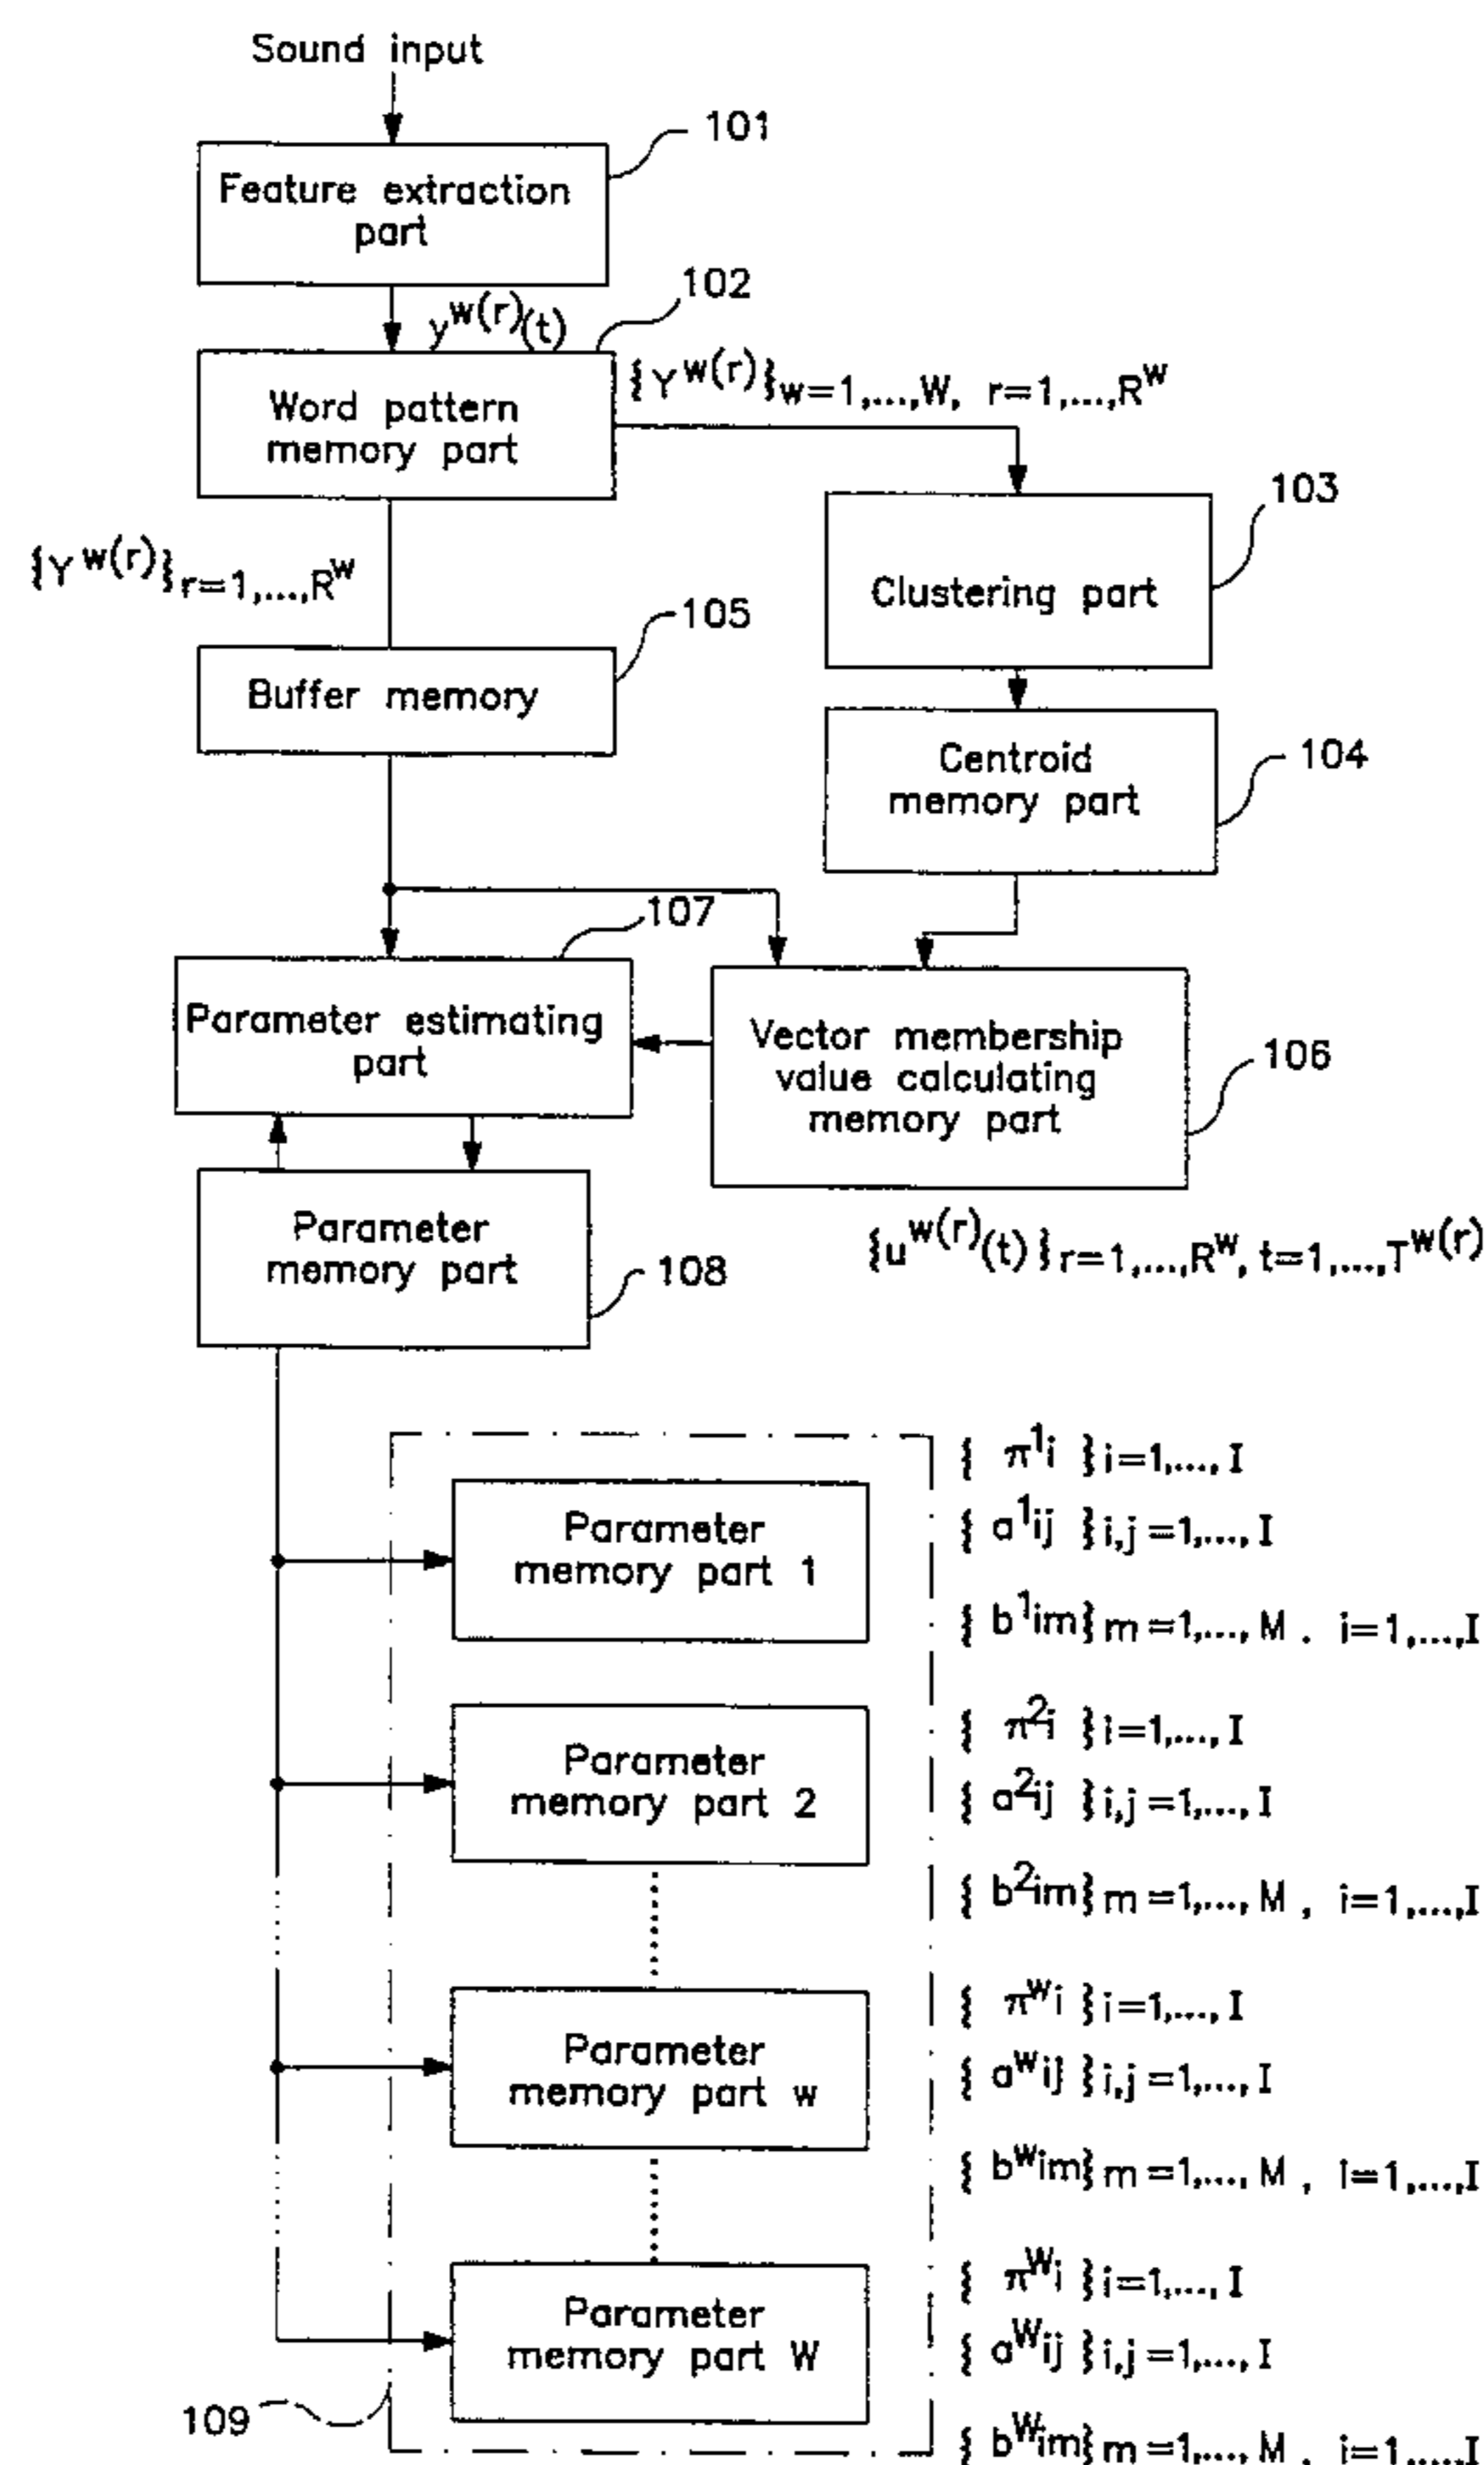 Sound input
101
Feature extraction
part
102
y^w(r)(t)
Word pattern
memory part
{Y^w(r)}w=1,...,W, r=1,...,R^W
103
Clustering part
{Y^w(r)}r=1,...,R^W
105
Buffer memory
Centroid
memory part
104
107
Parameter estimating
part
Vector membership
value calculating
memory part
106
Parameter
memory part
108
{u^w(r)(t)}r=1,...,R^W, t=1,...,T^W(r)
Parameter
memory part 1
{ π^1i }i=1,...,I
{ a^1ij }i,j=1,...,I
{ b^1im}m=1,...,M. i=1,...,I
Parameter
memory part 2
{ π^2i }i=1,...,I
{ a^2ij }i,j=1,...,I
{ b^2im}m=1,...,M, i=1,...,I
Parameter
memory part w
{ π^wi }i=1,...,I
{ a^wij }i,j=1,...,I
{ b^wim}m=1,...,M, i=1,...,I
Parameter
memory part W
{ π^Wi }i=1,...,I
{ a^Wij }i,j=1,...,I
{ b^Wim}m=1,...,M, i=1,...,I
109